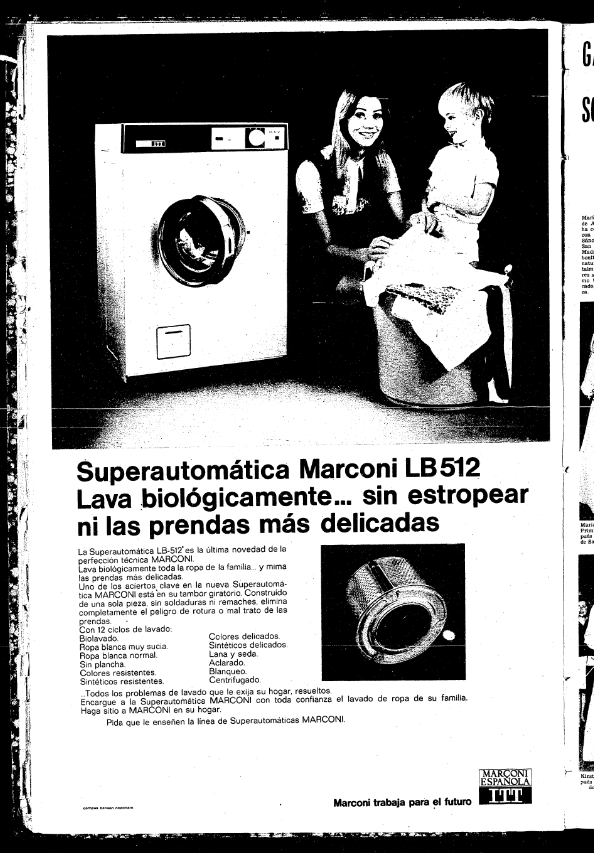 ITT
Superautomática Marconi LB 512
Lava biológicamente... sin estropear
ni las prendas más delicadas
La Superautomática LB-512 es la última novedad de la
perfección técnica MARCONI.
Lava biológicamente toda la ropa de la familia... y mima
las prendas más delicadas.
Uno de los aciertos clave en la nueva Superautomá-
tica MARCONI está en su tambor giratorio. Construido
de una sola pieza, sin soldaduras ni remaches, elimina
completamente el peligro de rotura o mal trato de las
prendas.
Con 12 ciclos de lavado:
Biolavado.
Ropa blanca muy sucia.
Ropa blanca normal.
Sin plancha.
Colores resistentes.
Sintéticos resistentes.
Colores delicados.
Sintéticos delicados.
Lana y seda.
Aclarado.
Blanqueo.
Centrifugado.
...Todos los problemas de lavado que le exija su hogar, resueltos.
Encargue a la Superautomática MARCONI con toda confianza el lavado de ropa de su familia.
Haga sitio a MARCONI en su hogar.
Pida que le enseñen la línea de Superautomáticas MARCONI.
Marconi trabaja para el futuro
MARCONI
ESPAÑOLA
ITT